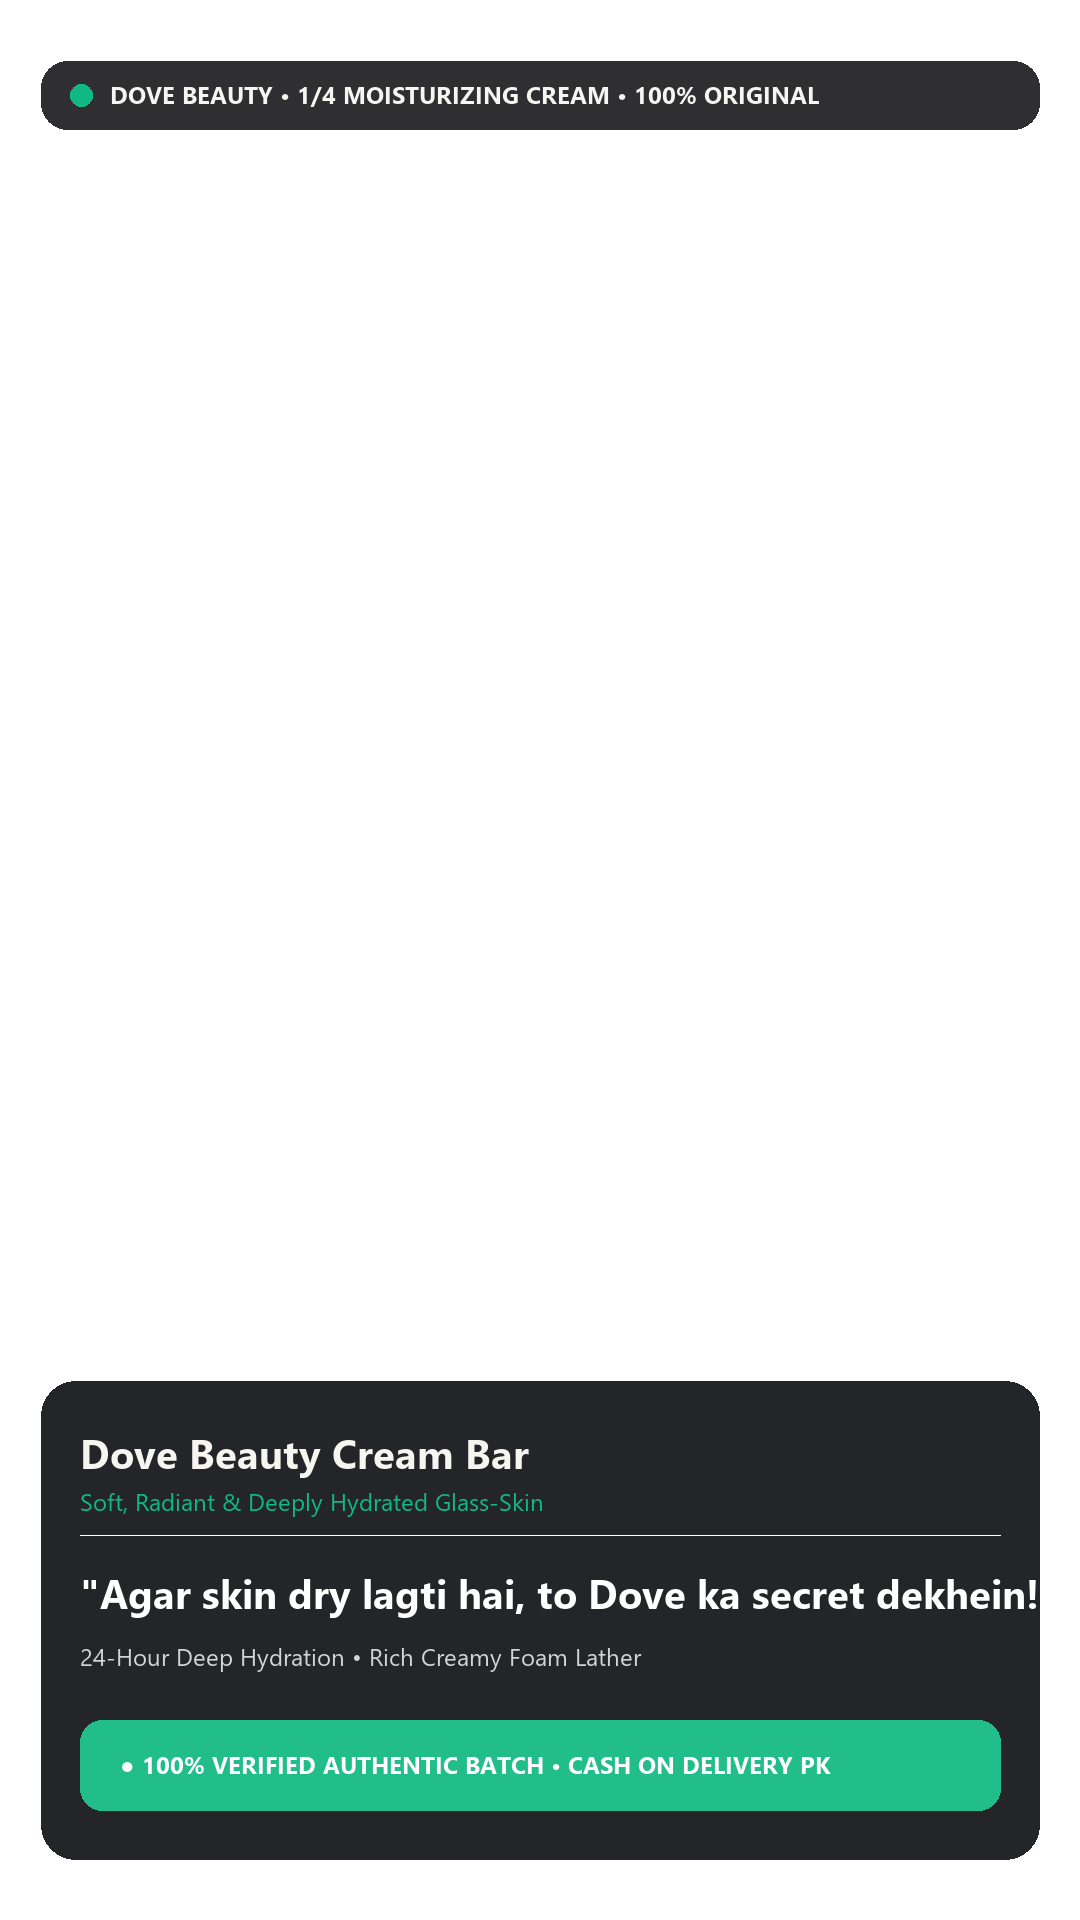 DOVE BEAUTY • 1/4 MOISTURIZING CREAM • 100% ORIGINAL
Dove Beauty Cream Bar
Soft, Radiant & Deeply Hydrated Glass-Skin
"Agar skin dry lagti hai, to Dove ka secret dekhein!
24-Hour Deep Hydration • Rich Creamy Foam Lather
● 100% VERIFIED AUTHENTIC BATCH • CASH ON DELIVERY PK